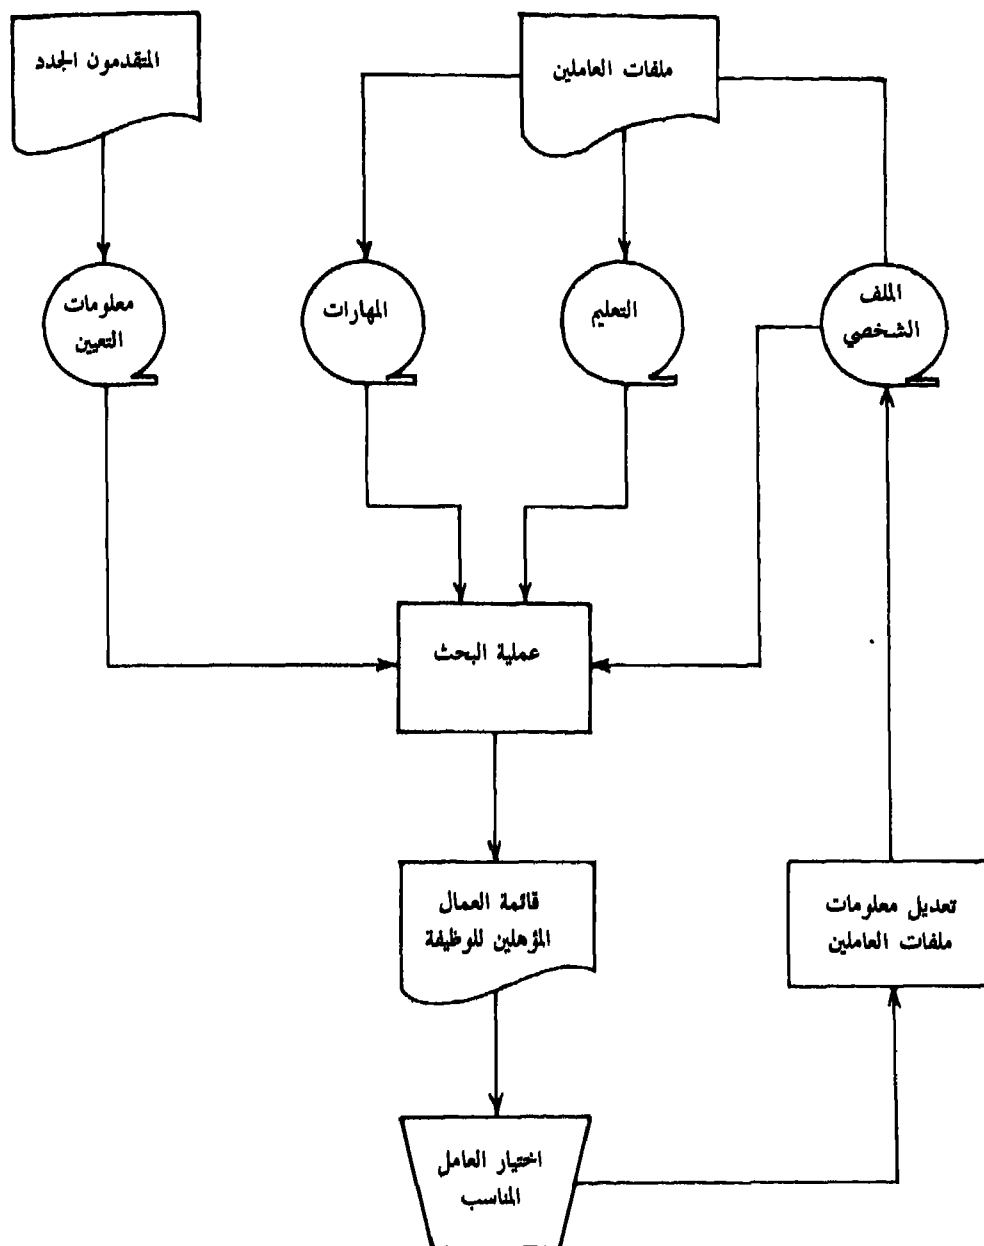 المتقدمون الجدد
ملفات العاملين
معلومات
التعيين
المهارات
التعليم
الملف
الشخصي
عملية البحث
قائمة العمال
المؤهلين للوظيفة
تعديل معلومات
ملفات العاملين
اختيار العامل
المناسب